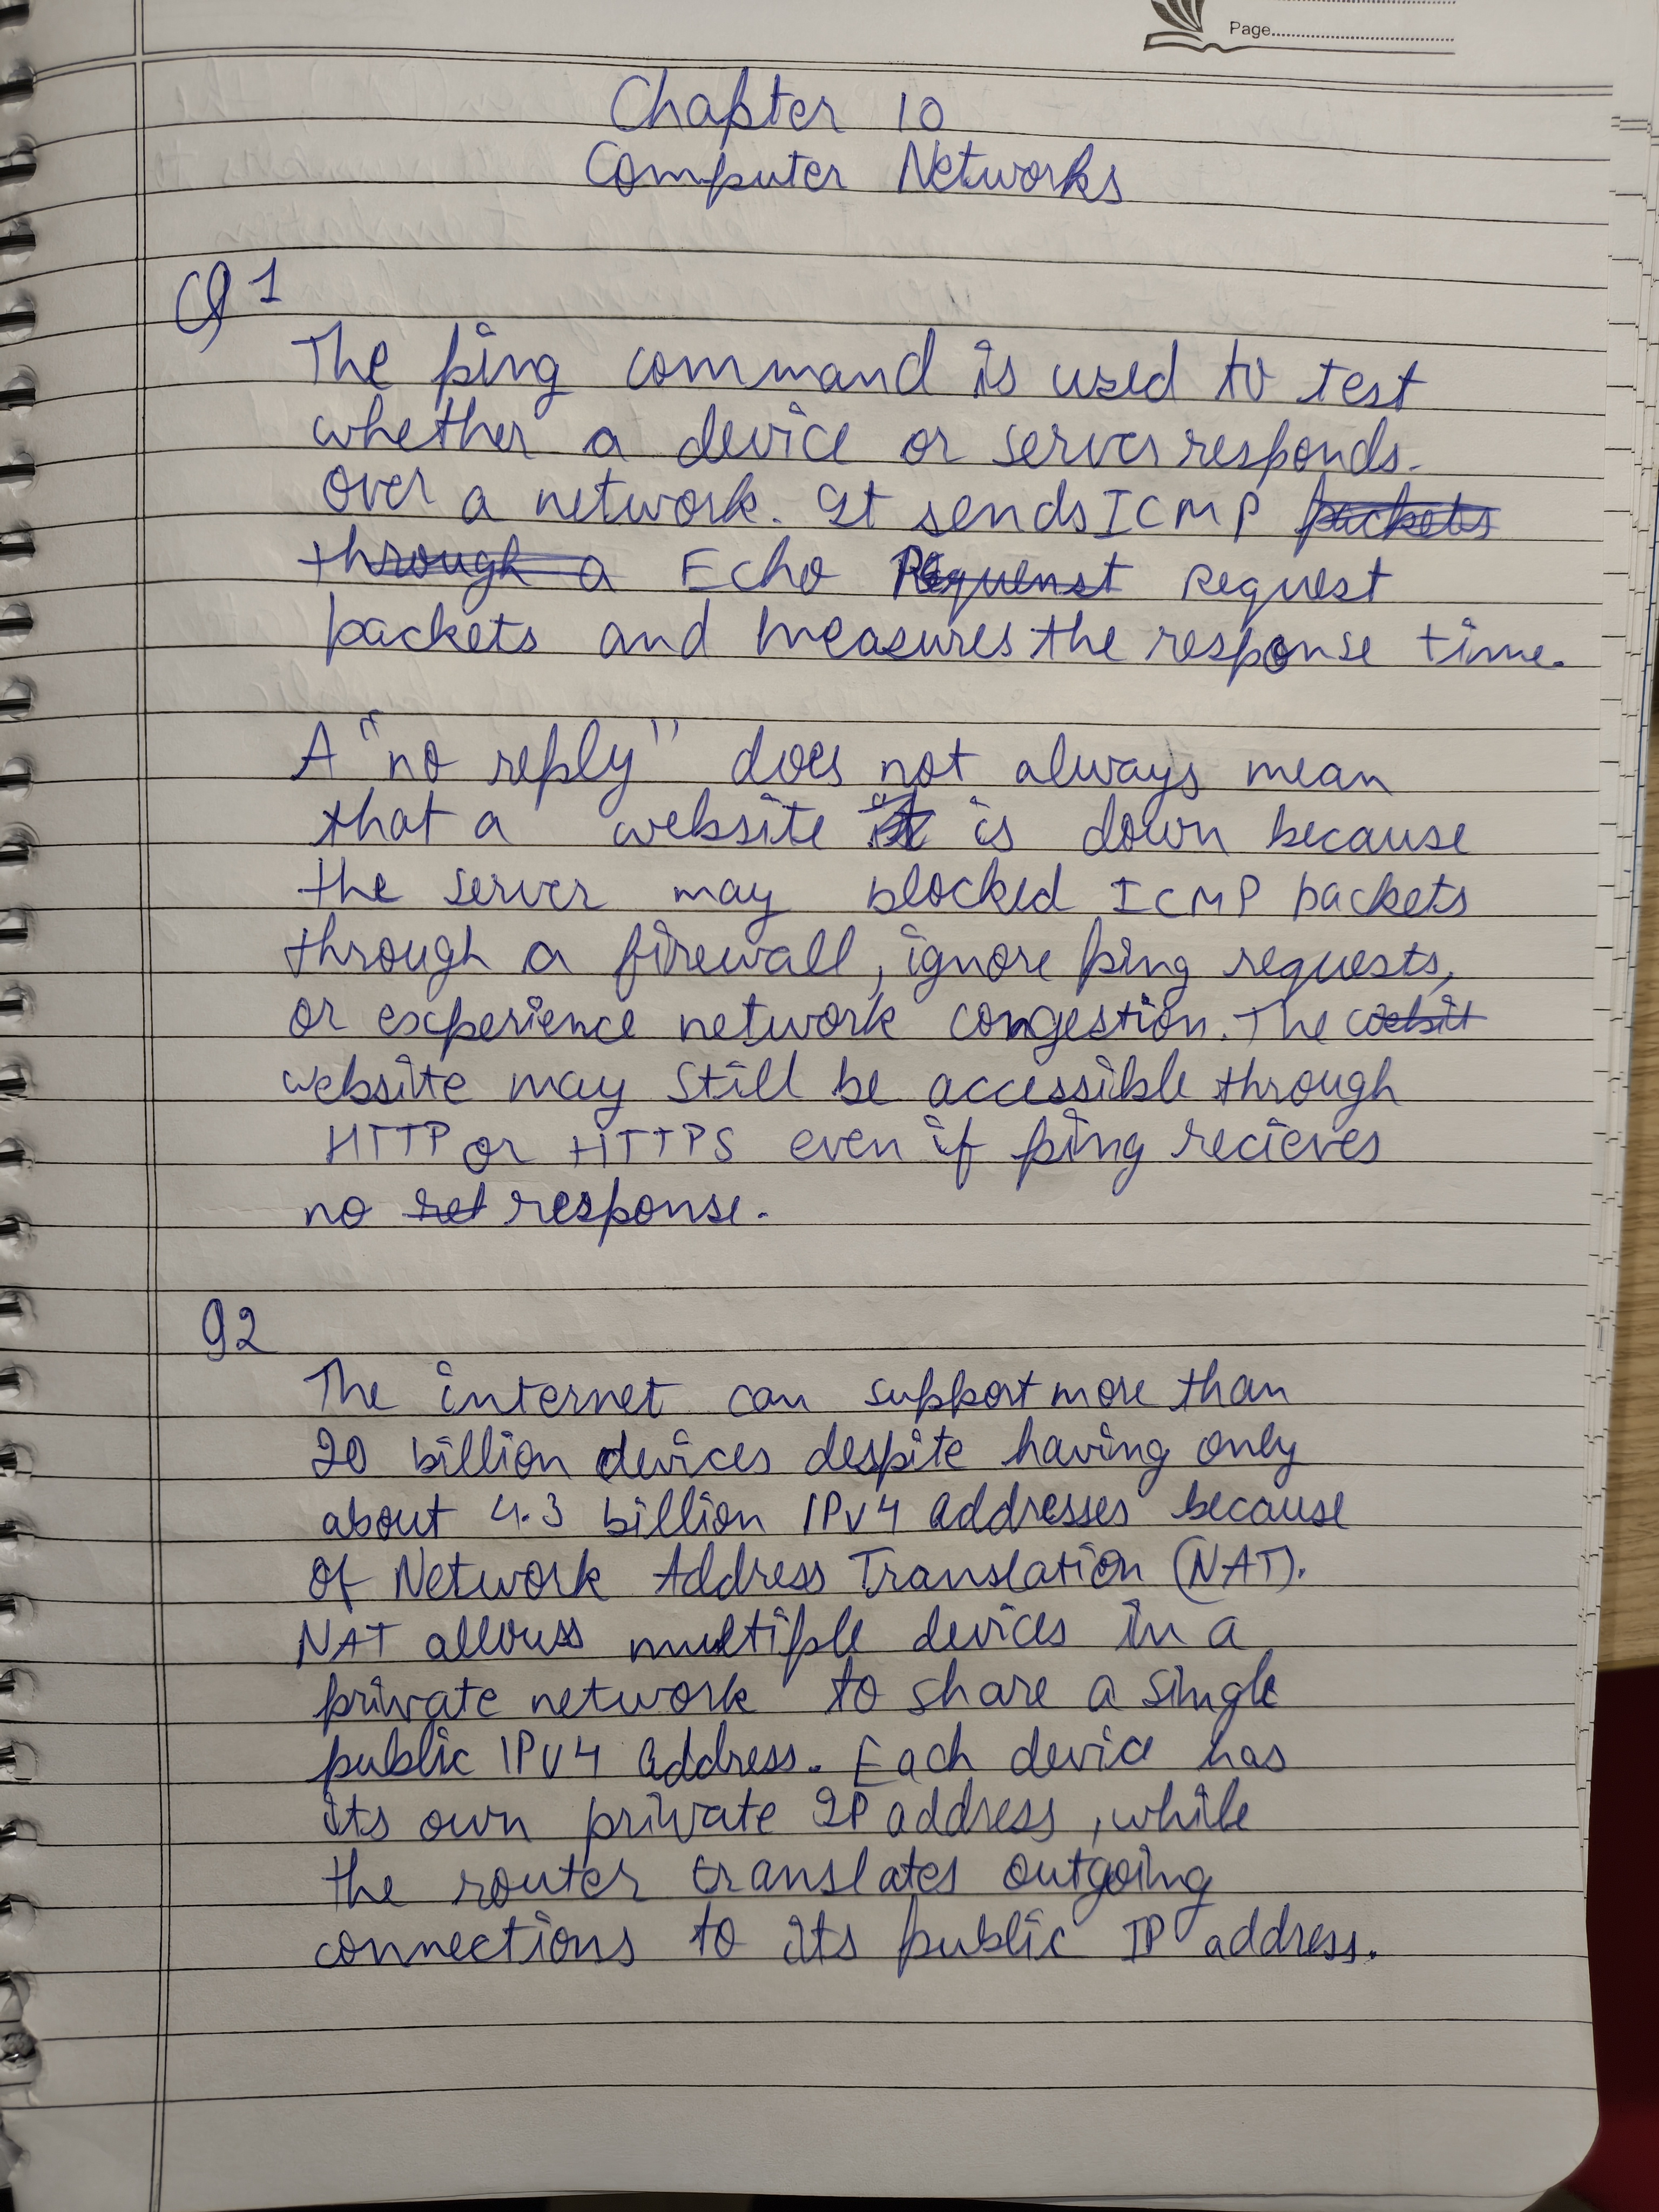 Page
Chapter 10
Computer Networks
Q1
The ping command is used to test
whether a device or server responds.
over a network. It sends ICMP packets
through a Echo Requenst Request
packets and measures the response time.
A "no reply" does not always mean
that a website is down because
the server may blocked ICMP packets
through a firewall, ignore ping requests,
or experience network congestion. The websit
website may still be accessible through
HTTP or HTTPS even if ping recieves
no ret response.
Q2
The internet can support more than
20 billion devices despite having only
about 4.3 billion IPv4 addresses because
of Network Address Translation (NAT).
NAT allows multiple devices in a
private network to share a single
public IPv4 address. Each device has
its own private IP address, while
the router translates outgoing
connections to its public IP address.